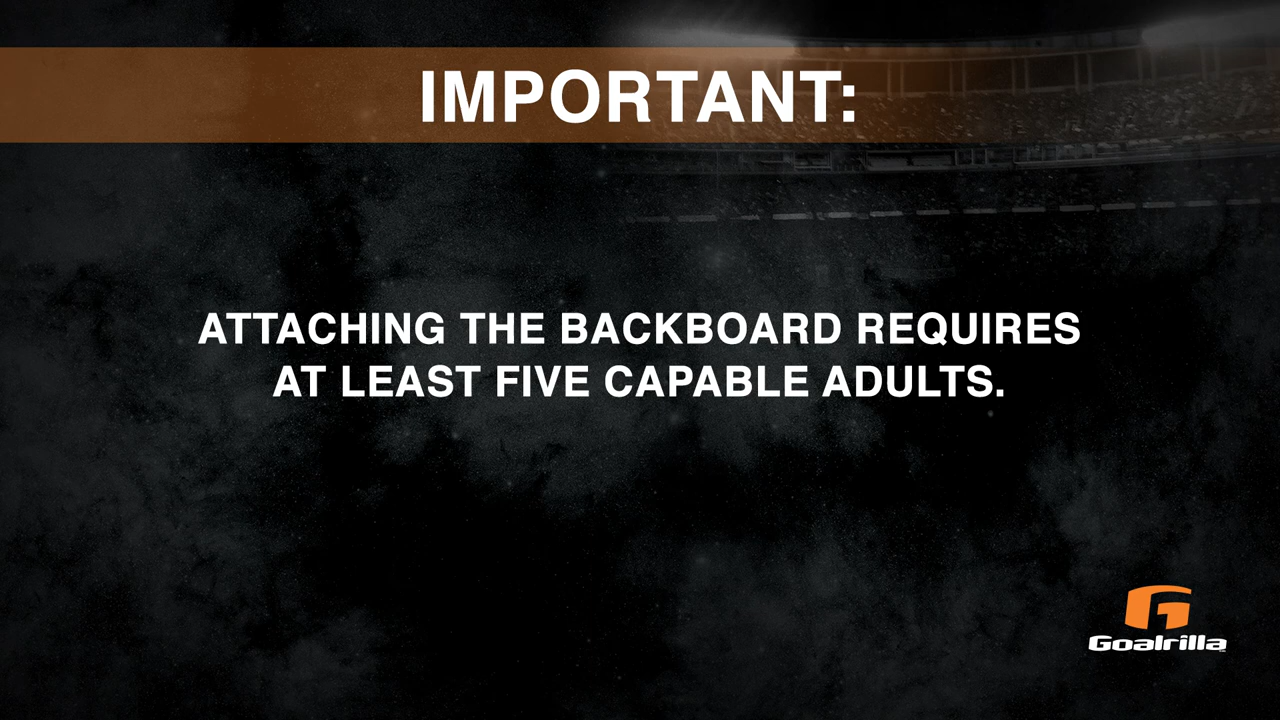 IMPORTANT:
ATTACHING THE BACKBOARD REQUIRES
AT LEAST FIVE CAPABLE ADULTS.
G
Goalrilla